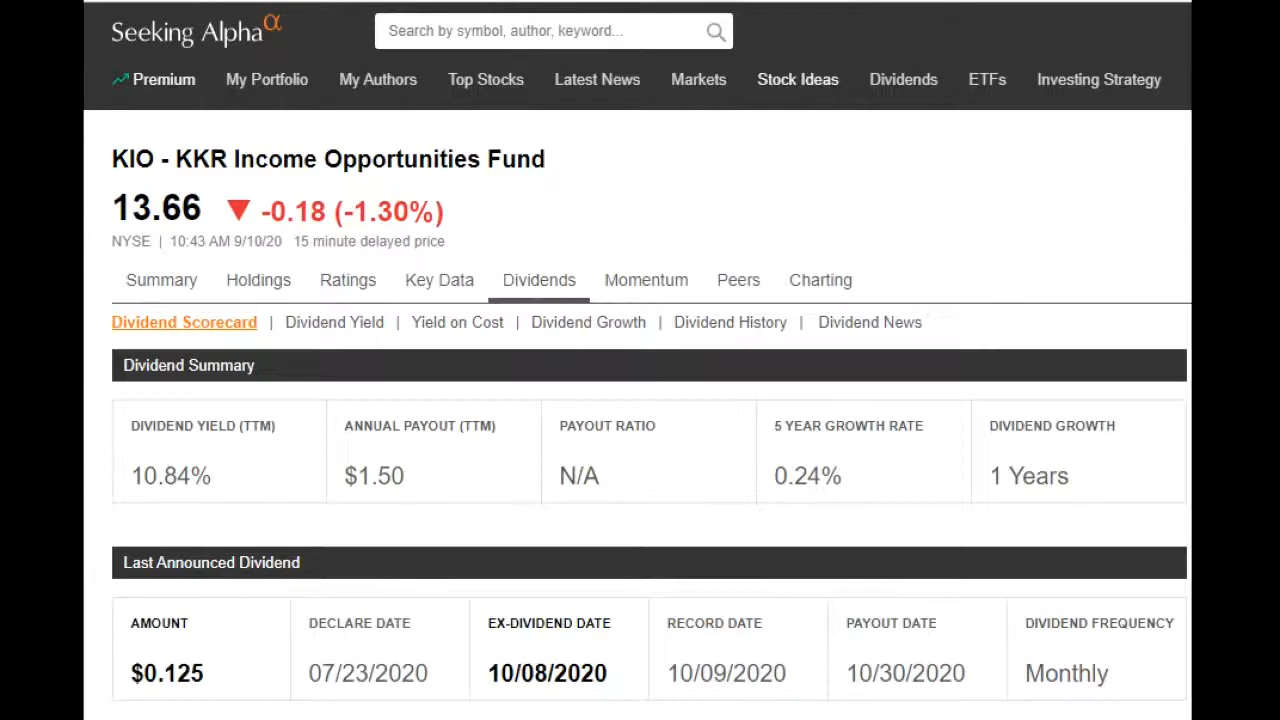 Seeking Alphaα
Search by symbol, author, keyword...
Premium My Portfolio My Authors Top Stocks Latest News Markets Stock Ideas Dividends ETFs Investing Strategy
KIO - KKR Income Opportunities Fund
13.66 ▼ -0.18 (-1.30%)
NYSE | 10:43 AM 9/10/20 15 minute delayed price
Summary Holdings Ratings Key Data Dividends Momentum Peers Charting
Dividend Scorecard | Dividend Yield | Yield on Cost | Dividend Growth | Dividend History | Dividend News
Dividend Summary
DIVIDEND YIELD (TTM) ANNUAL PAYOUT (TTM) PAYOUT RATIO 5 YEAR GROWTH RATE DIVIDEND GROWTH
10.84% $1.50 N/A 0.24% 1 Years
Last Announced Dividend
AMOUNT DECLARE DATE EX-DIVIDEND DATE RECORD DATE PAYOUT DATE DIVIDEND FREQUENCY
$0.125 07/23/2020 10/08/2020 10/09/2020 10/30/2020 Monthly